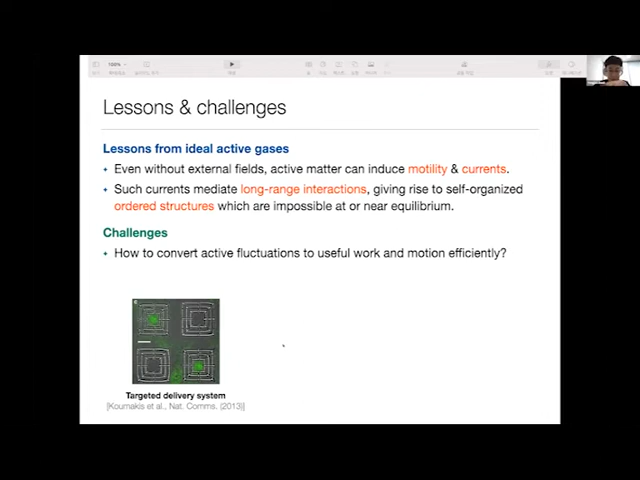 100%
Lessons & challenges
Lessons from ideal active gases
Even without external fields, active matter can induce motility & currents.
Such currents mediate long-range interactions, giving rise to self-organized
ordered structures which are impossible at or near equilibrium.
Challenges
How to convert active fluctuations to useful work and motion efficiently?
Targeted delivery system
[Koumakis et al., Nat. Comms. (2013)]